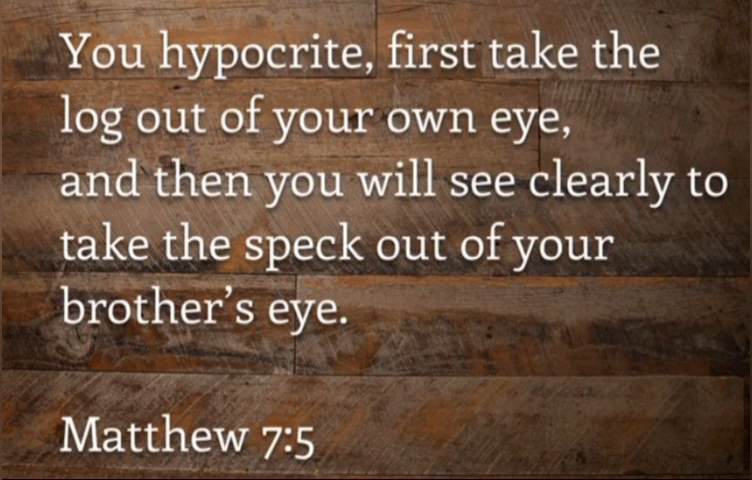 You hypocrite, first take the
log out of your own eye,
and then you will see clearly to
take the speck out of your
brother’s eye.
Matthew 7:5